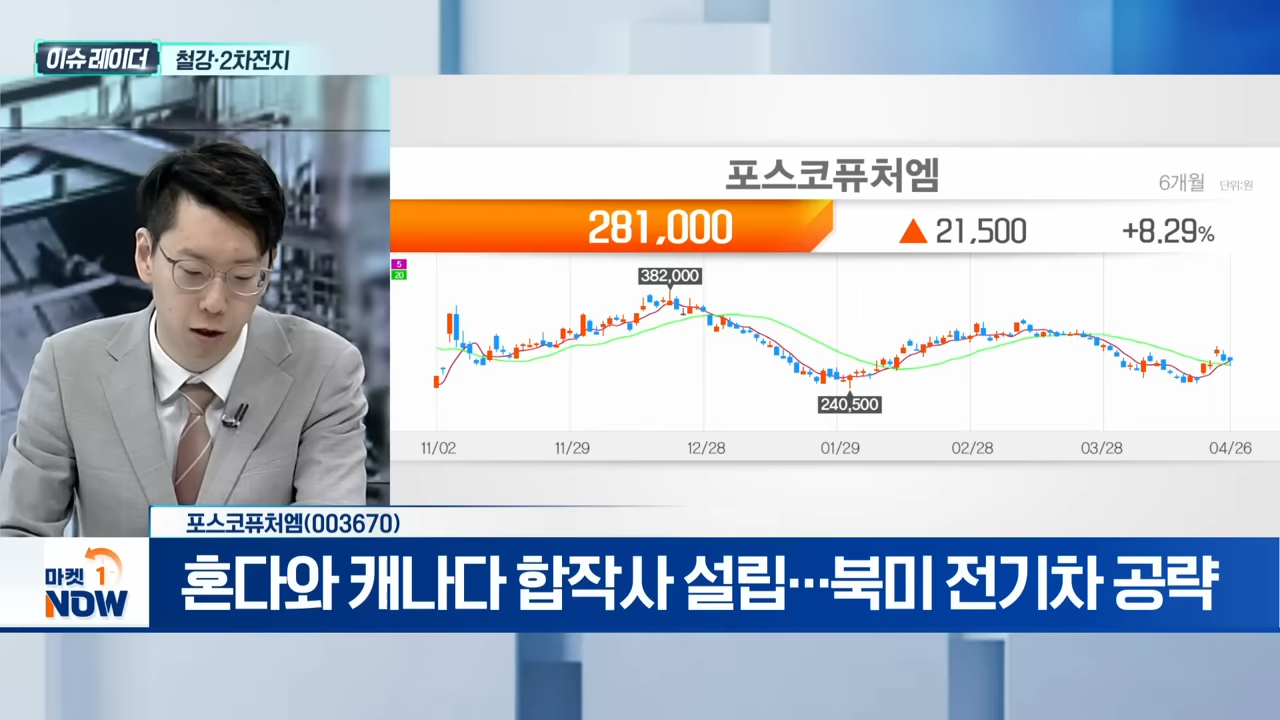 이슈 레이더 철강·2차전지
포스코퓨처엠
6개월 단위:원
281,000 ▲ 21,500 +8.29%
5
20
382,000
240,500
11/02 11/29 12/28 01/29 02/28 03/28 04/26
포스코퓨처엠(003670)
마켓 1
NOW
혼다와 캐나다 합작사 설립…북미 전기차 공략